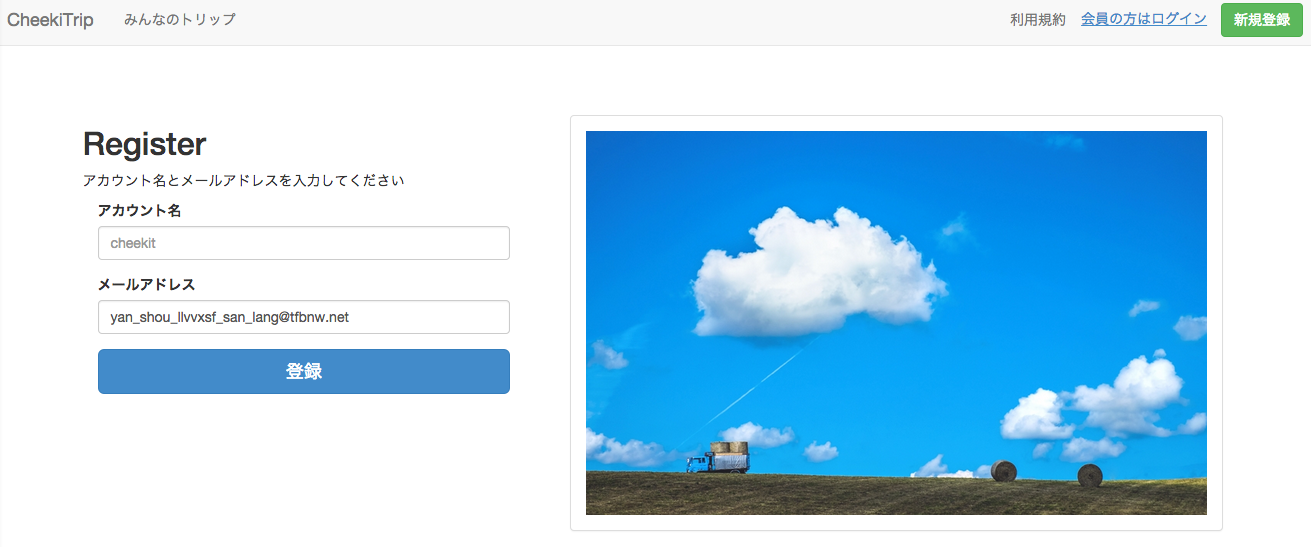 CheekiTrip みんなのトリップ 利用規約 会員の方はログイン 新規登録
Register
アカウント名とメールアドレスを入力してください
アカウント名
cheekit
メールアドレス
yan_shou_llvvxsf_san_lang@tfbnw.net
登録